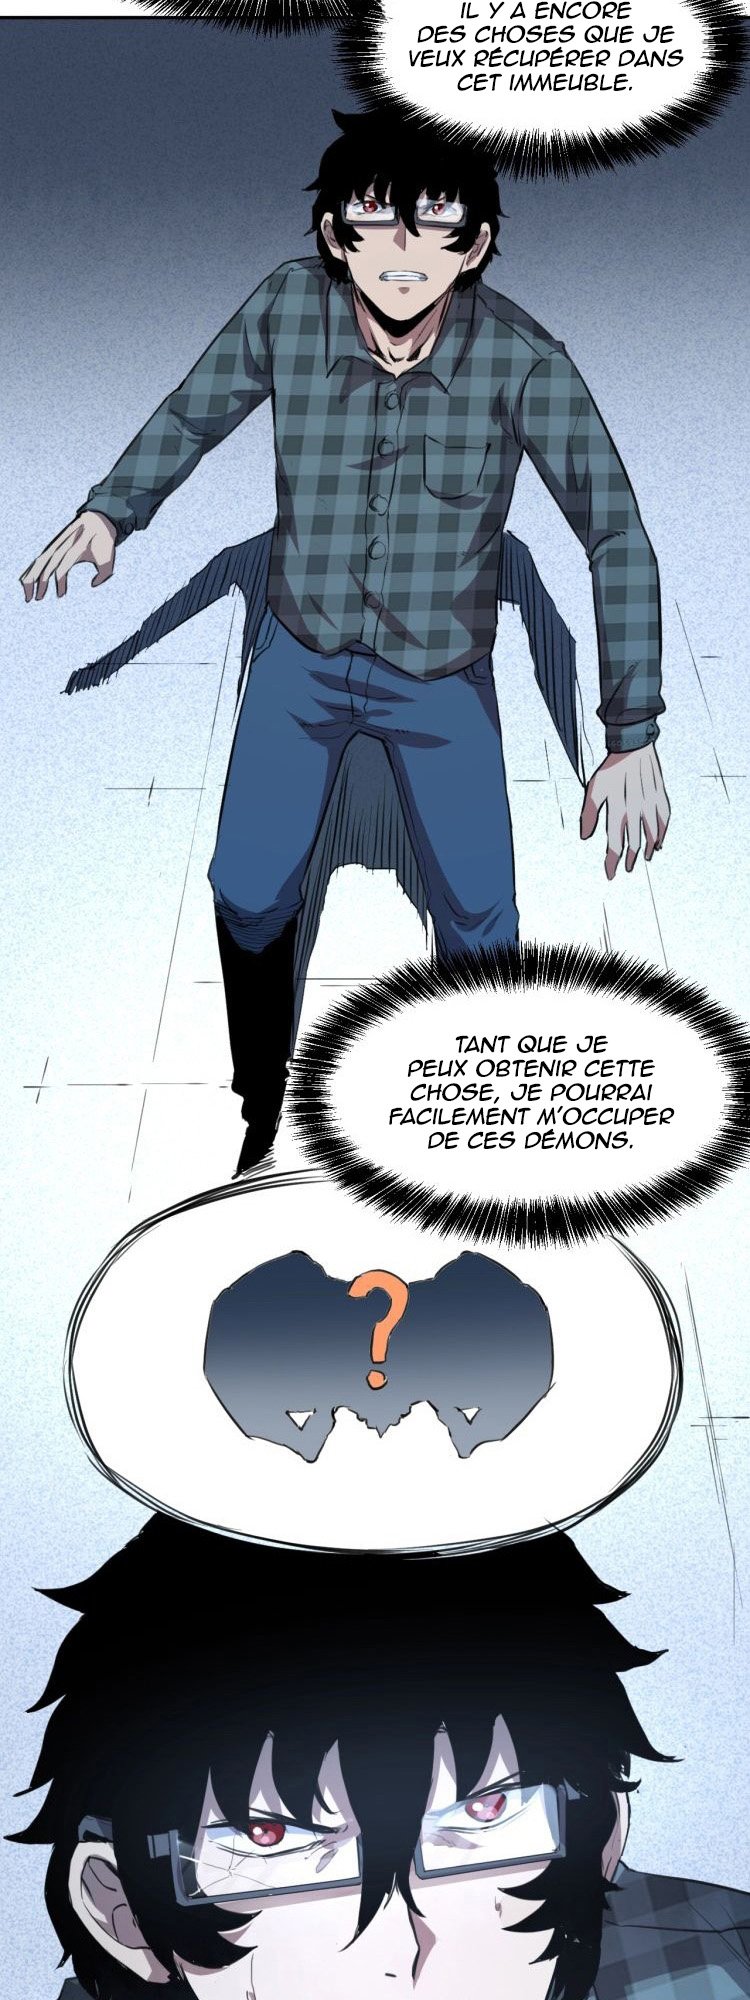 IL Y A ENCORE
DES CHOSES QUE JE
VEUX RÉCUPÉRER DANS
CET IMMEUBLE.
TANT QUE JE
PEUX OBTENIR CETTE
CHOSE, JE POURRAI
FACILEMENT M'OCCUPER
DE CES DÉMONS.
?